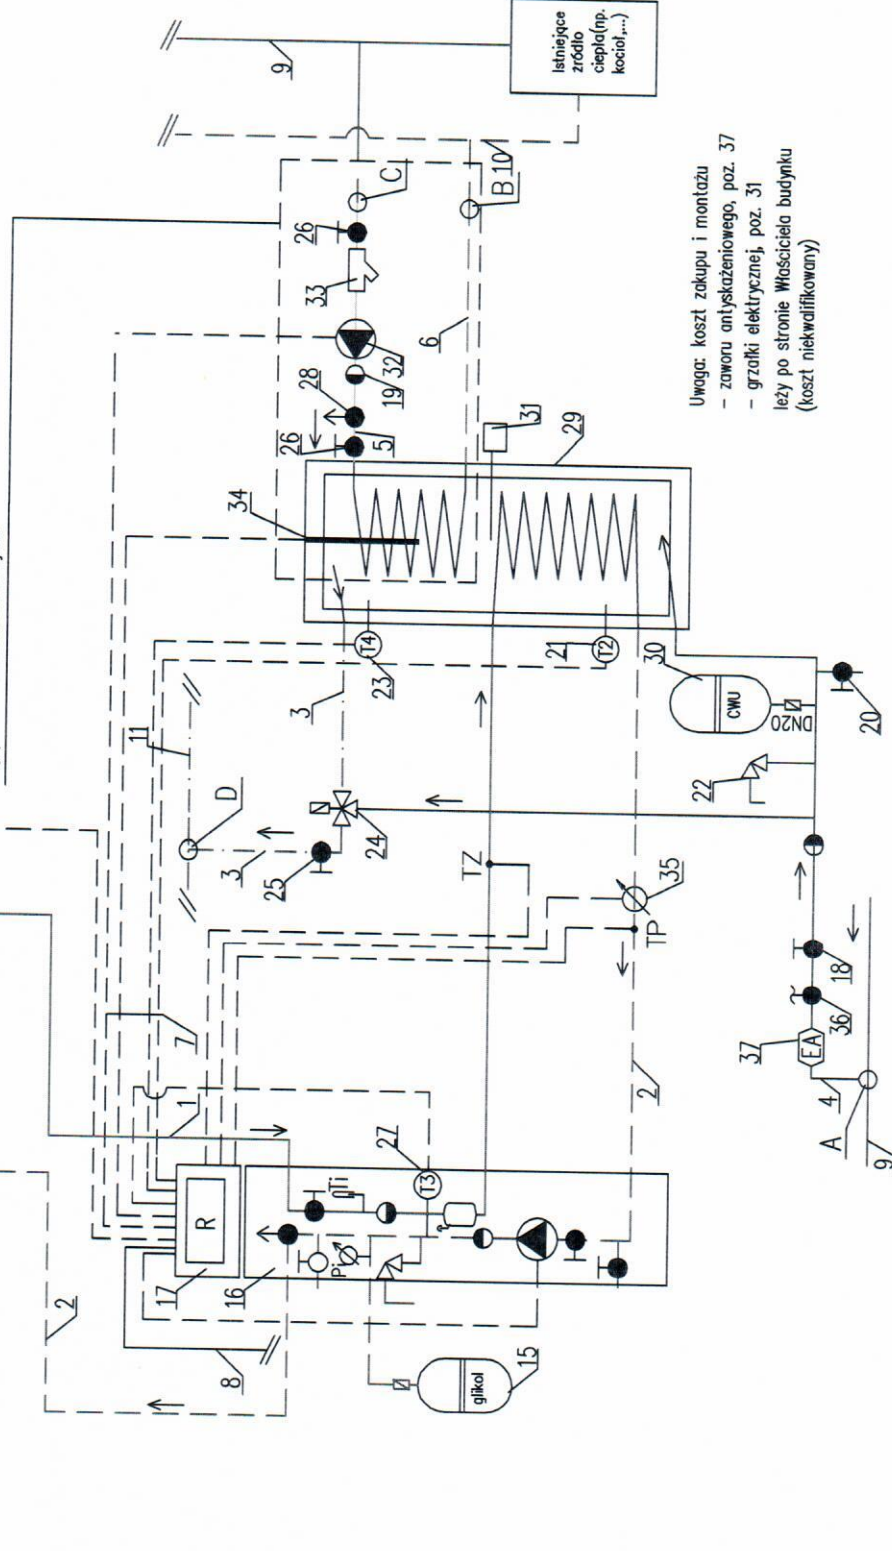 Istniejące
źródło
ciepła(np.
kocioł,...)
9
C
B
10
26
33
32
19
28
26
5
6
34
31
29
Uwaga: koszt zakupu i montażu
– zaworu antyskażeniowego, poz. 37
– grzałki elektrycznej, poz. 31
leży po stronie Właściciela budynku
(koszt niekwalifikowany)
T4
23
21
T2
3
11
D
3
25
24
TZ
30
CWU
DN20
20
22
35
TP
18
36
37
EA
4
A
9
7
1
2
27
T3
Ti
Pi
R
17
16
2
8
glikol
15